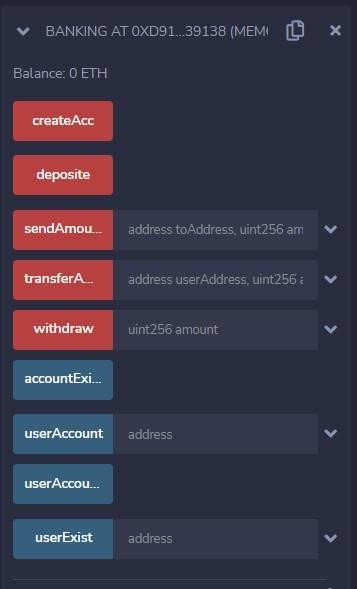 BANKING AT 0XD91...39138 (MEM
Balance: 0 ETH
createAcc
deposite
sendAmou... address toAddress, uint256 am
transferA... address userAddress, uint256
withdraw uint256 amount
accountExi...
userAccount address
userAccou...
userExist address